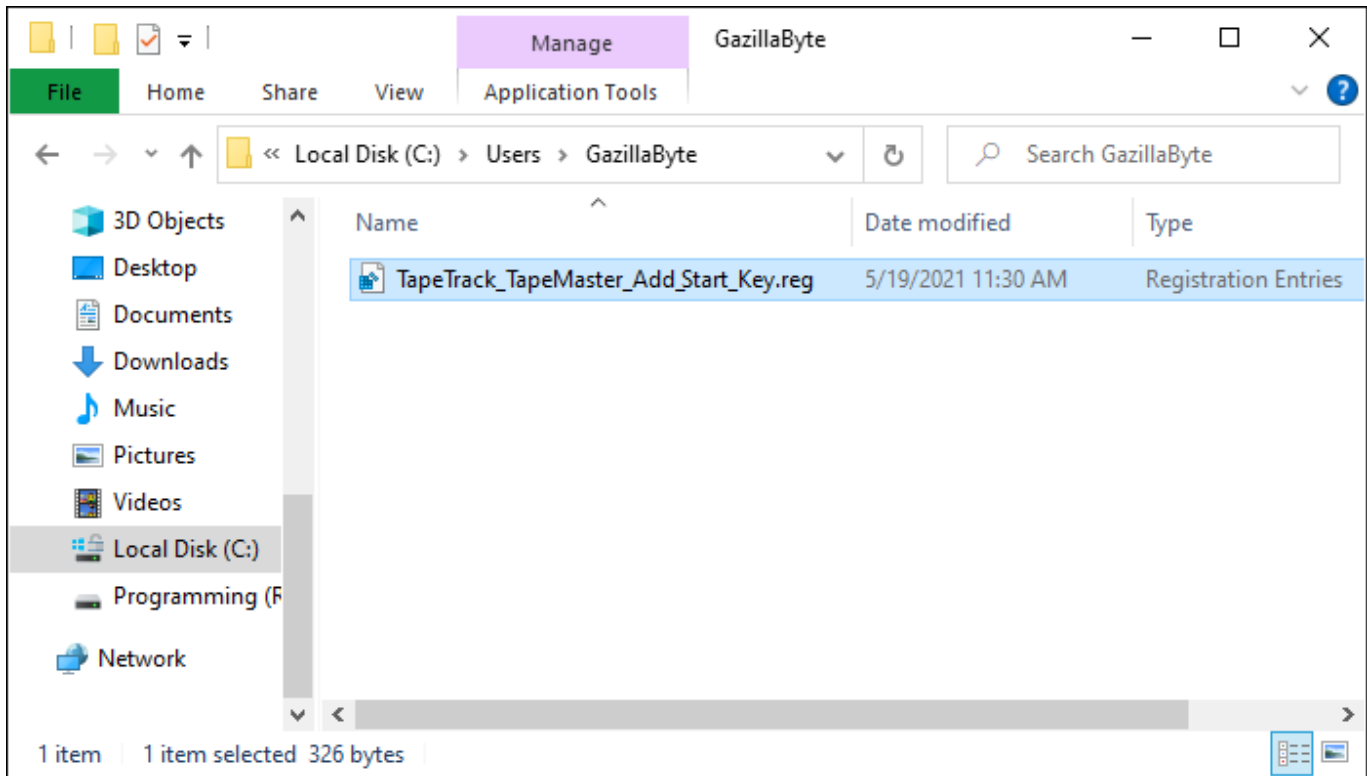 Manage GazillaByte
File Home Share View Application Tools ?
« Local Disk (C:) > Users > GazillaByte Search GazillaByte
3D Objects
Desktop
Documents
Downloads
Music
Pictures
Videos
Local Disk (C:)
Programming (R
Network
Name Date modified Type
TapeTrack_TapeMaster_Add_Start_Key.reg 5/19/2021 11:30 AM Registration Entries
1 item 1 item selected 326 bytes